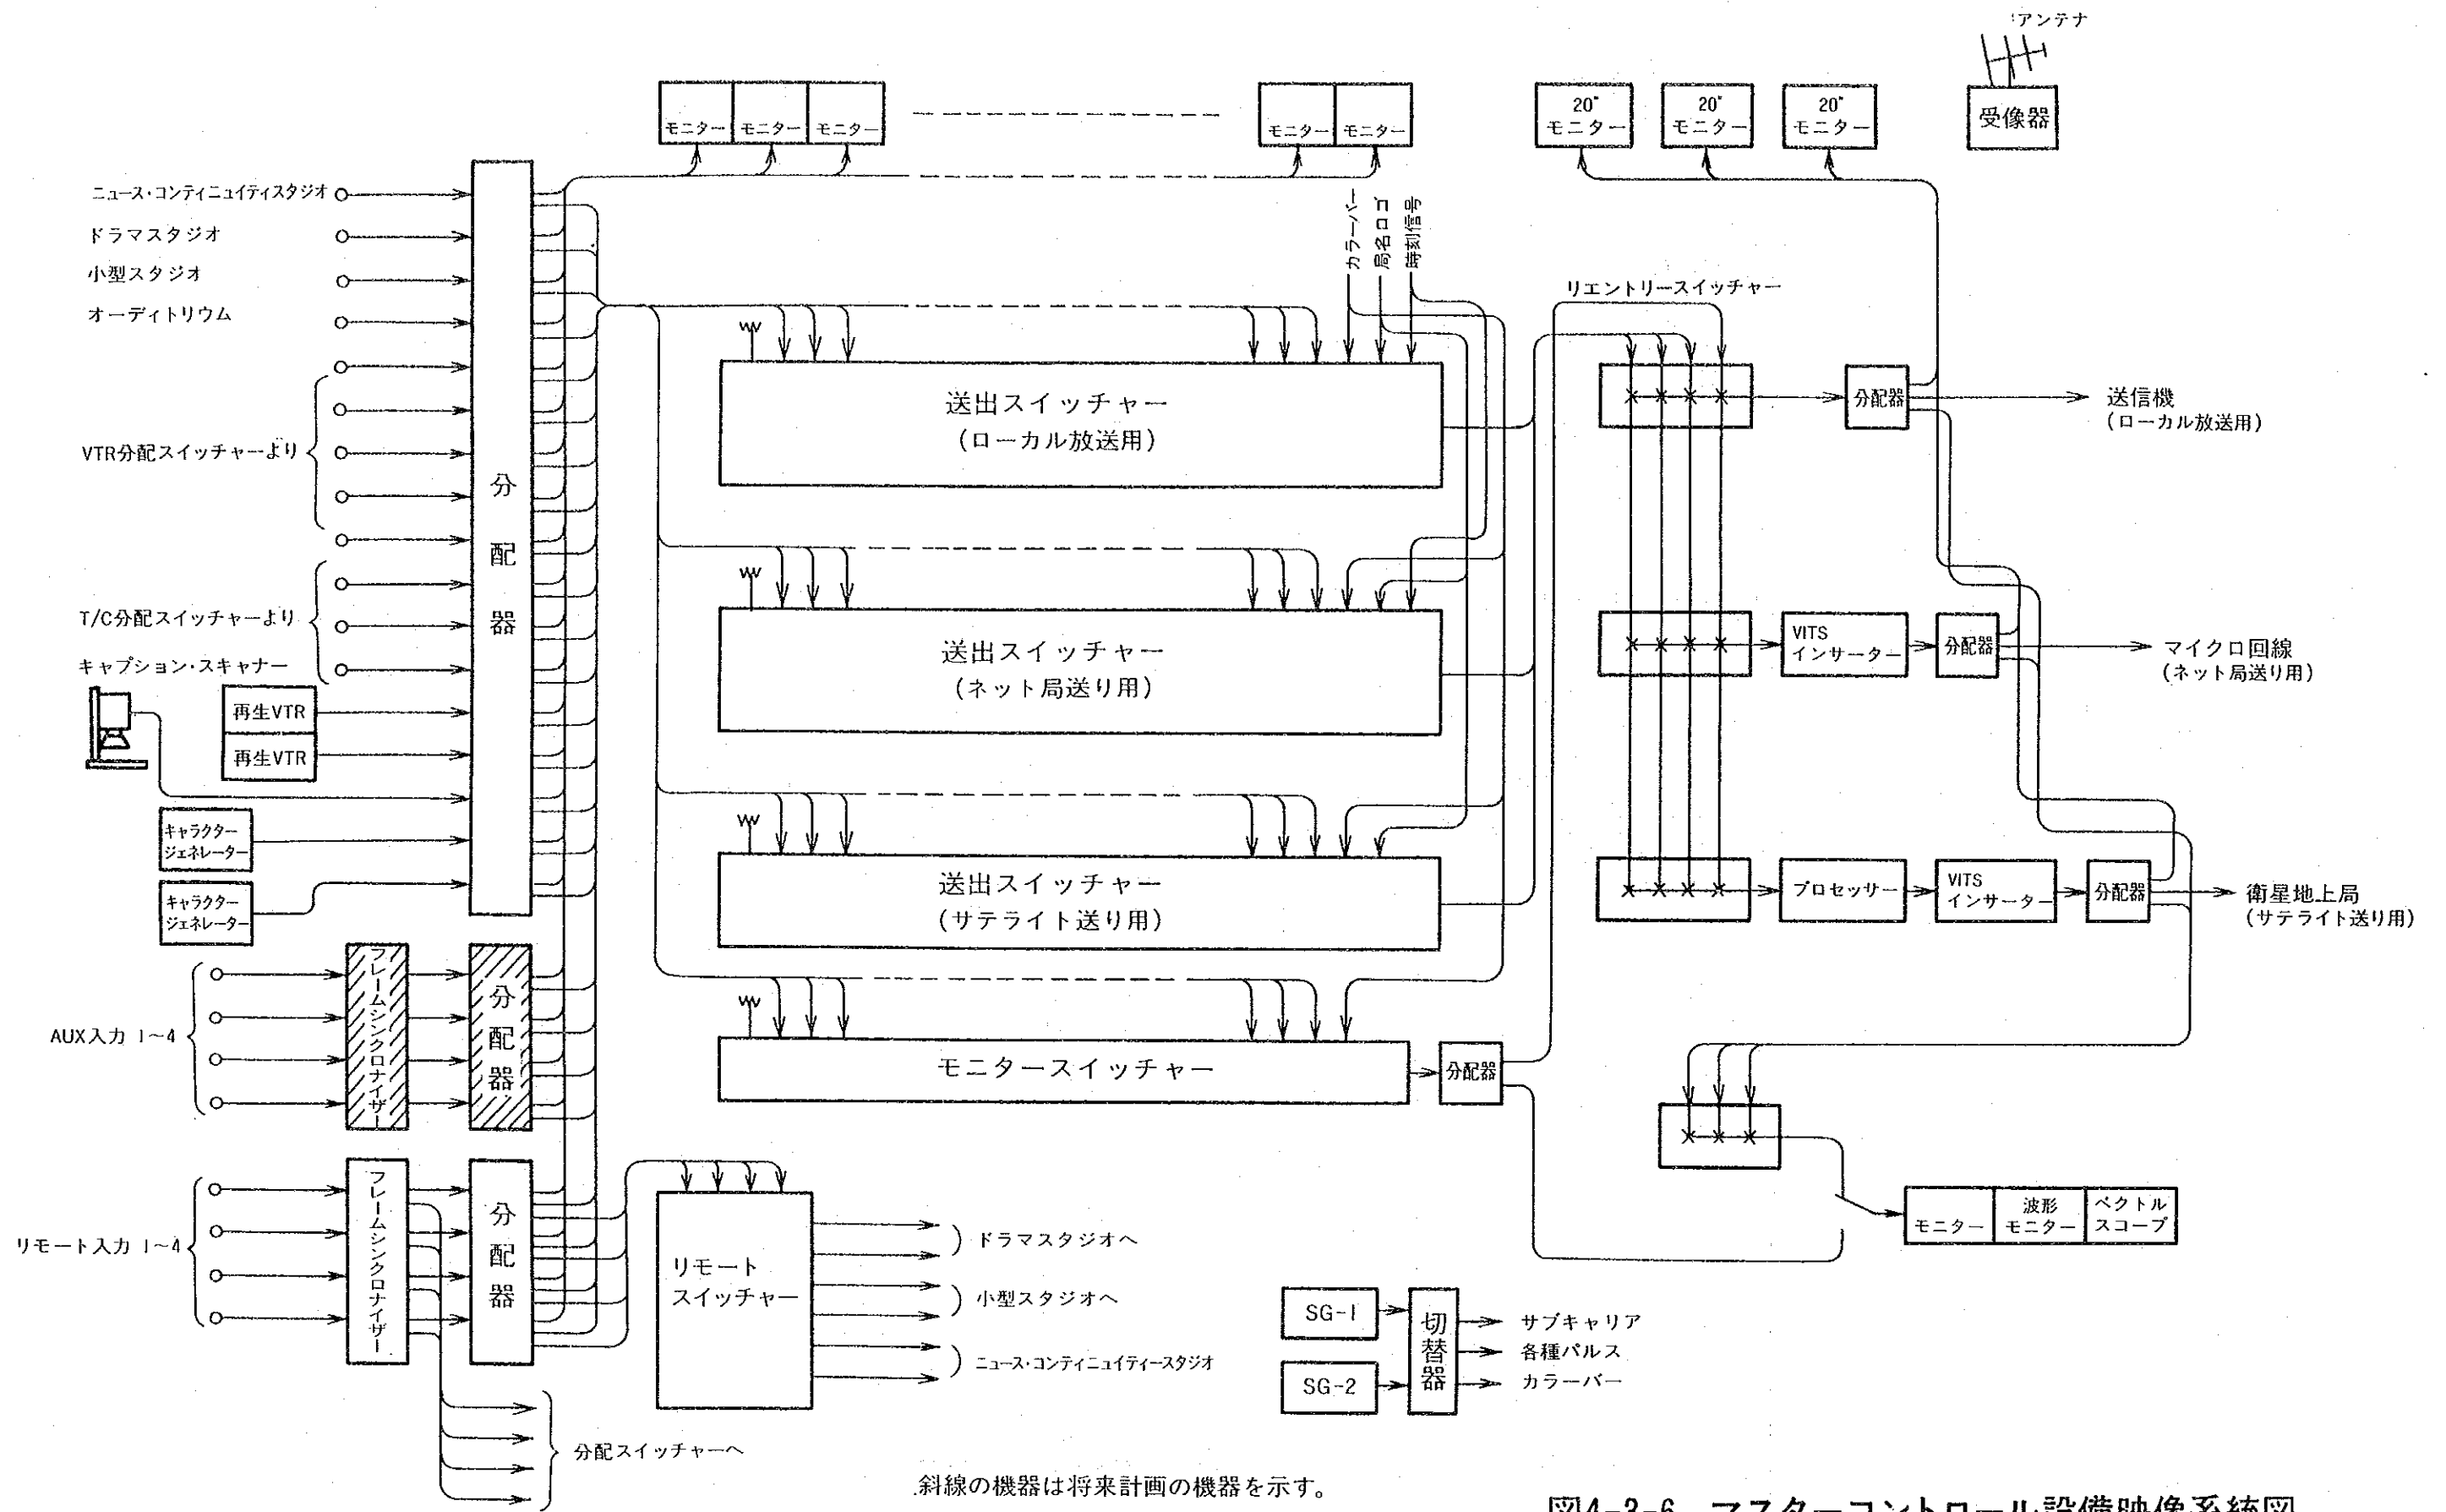 アンテナ
受像器
モニター
モニター
モニター
モニター
モニター
20"
モニター
20"
モニター
20"
モニター
ニュース・コンティニュイティスタジオ
ドラマスタジオ
小型スタジオ
オーディトリウム
VTR分配スイッチャーより
T/C分配スイッチャーより
キャプション・スキャナー
再生VTR
再生VTR
キャラクター
ジェネレーター
キャラクター
ジェネレーター
分配器
カラーバー
局名ロゴ
時刻信号
リエントリースイッチャー
送出スイッチャー
(ローカル放送用)
分配器
送信機
(ローカル放送用)
送出スイッチャー
(ネット局送り用)
VITS
インサーター
分配器
マイクロ回線
(ネット局送り用)
送出スイッチャー
(サテライト送り用)
プロセッサー
VITS
インサーター
分配器
衛星地上局
(サテライト送り用)
AUX入力 1~4
フレームシンクロナイザー
分配器
モニタースイッチャー
分配器
リモート入力 1~4
フレームシンクロナイザー
分配器
リモート
スイッチャー
ドラマスタジオへ
小型スタジオへ
ニュース・コンティニュイティースタジオ
分配スイッチャーへ
モニター
波形
モニター
ベクトル
スコープ
SG-1
SG-2
切替器
サブキャリア
各種パルス
カラーバー
斜線の機器は将来計画の機器を示す。
図4-3-6 マスターコントロール設備映像系統図